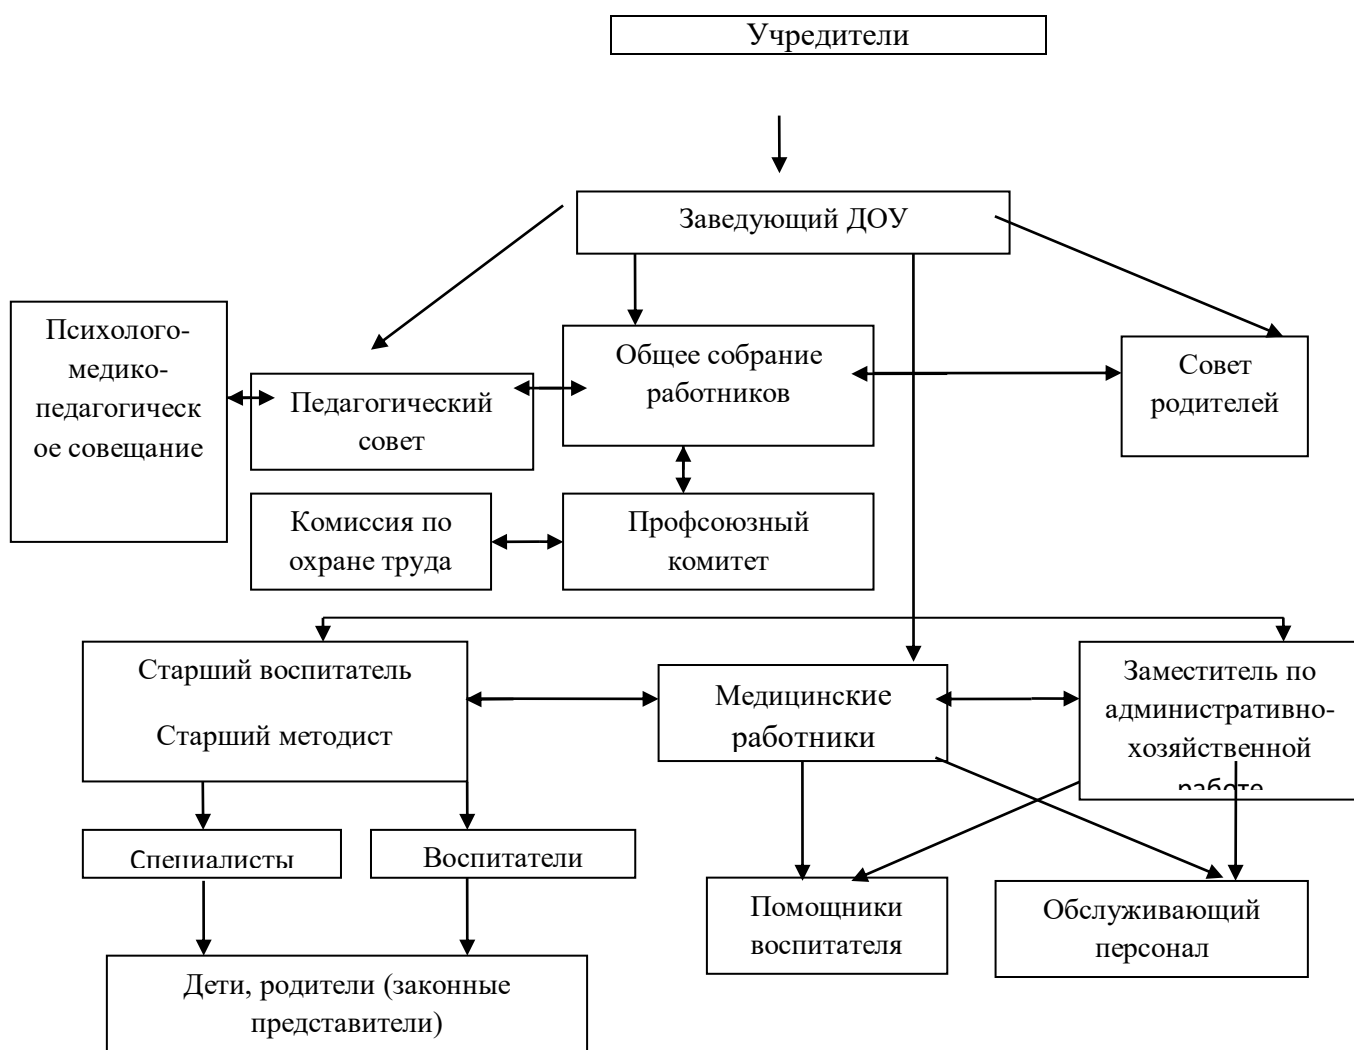 Учредители
Заведующий ДОУ
Психолого-
медико-
педагогическ
ое совещание
Педагогический
совет
Общее собрание
работников
Совет
родителей
Комиссия по
охране труда
Профсоюзный
комитет
Старший воспитатель
Старший методист
Медицинские
работники
Заместитель по
административно-
хозяйственной
работе
Специалисты
Воспитатели
Помощники
воспитателя
Обслуживающий
персонал
Дети, родители (законные
представители)